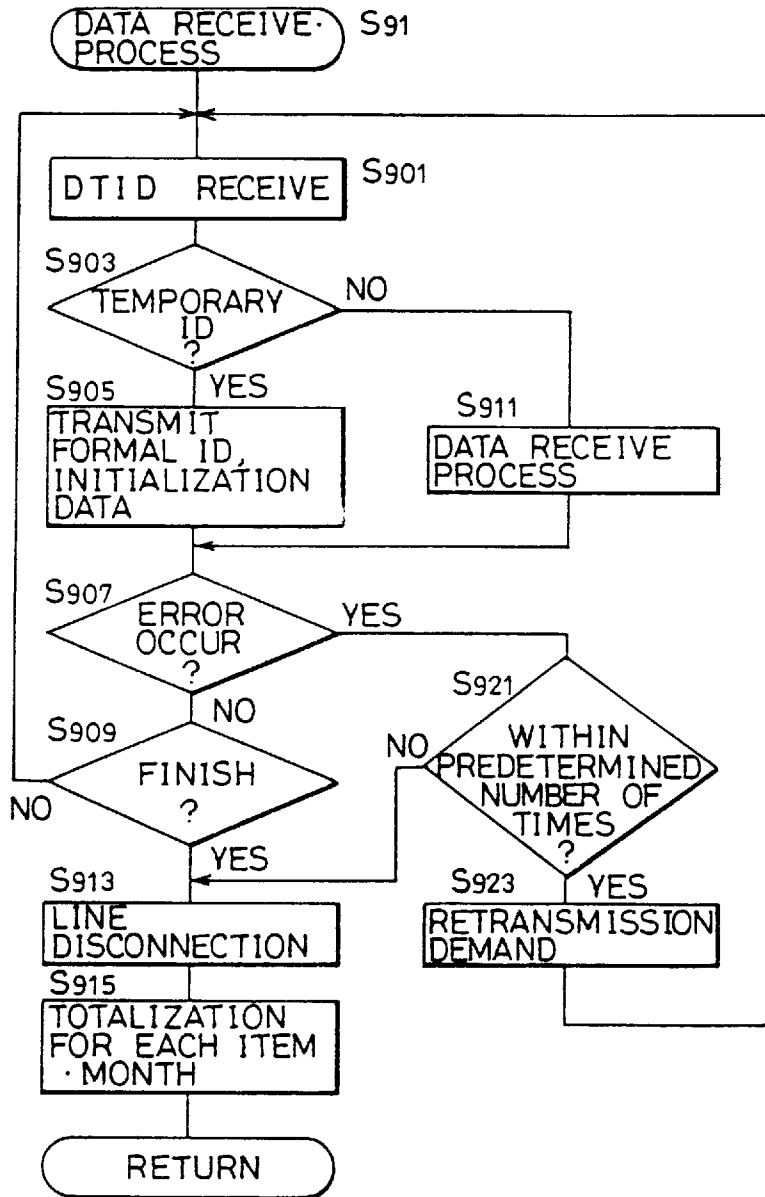 DATA RECEIVE·
PROCESS
S91
DTID RECEIVE
S901
S903
TEMPORARY
ID
?
NO
YES
S905
TRANSMIT
FORMAL ID,
INITIALIZATION
DATA
S911
DATA RECEIVE
PROCESS
S907
ERROR
OCCUR
?
YES
NO
S909
FINISH
?
NO
YES
S921
WITHIN
PREDETERMINED
NUMBER OF
TIMES
?
NO
YES
S923
RETRANSMISSION
DEMAND
S913
LINE
DISCONNECTION
S915
TOTALIZATION
FOR EACH ITEM
·MONTH
RETURN